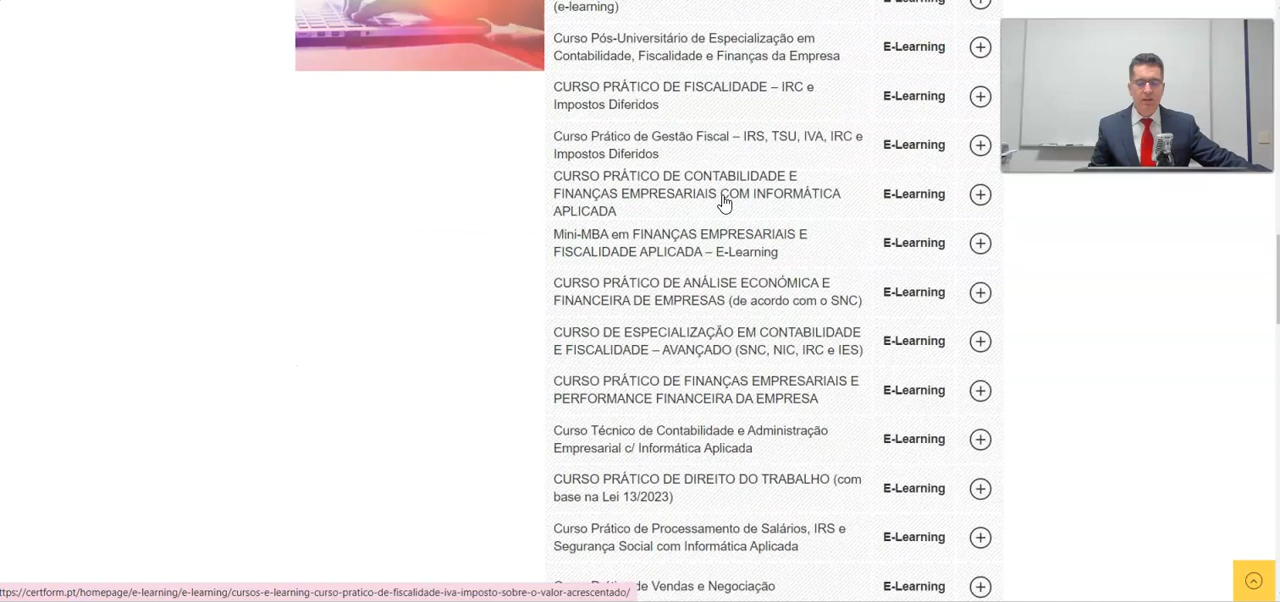 (e-learning)
Curso Pós-Universitário de Especialização em
Contabilidade, Fiscalidade e Finanças da Empresa
E-Learning
CURSO PRÁTICO DE FISCALIDADE – IRC e
Impostos Diferidos
E-Learning
Curso Prático de Gestão Fiscal – IRS, TSU, IVA, IRC e
Impostos Diferidos
E-Learning
CURSO PRÁTICO DE CONTABILIDADE E
FINANÇAS EMPRESARIAIS COM INFORMÁTICA
APLICADA
E-Learning
Mini-MBA em FINANÇAS EMPRESARIAIS E
FISCALIDADE APLICADA – E-Learning
E-Learning
CURSO PRÁTICO DE ANÁLISE ECONÓMICA E
FINANCEIRA DE EMPRESAS (de acordo com o SNC)
E-Learning
CURSO DE ESPECIALIZAÇÃO EM CONTABILIDADE
E FISCALIDADE – AVANÇADO (SNC, NIC, IRC e IES)
E-Learning
CURSO PRÁTICO DE FINANÇAS EMPRESARIAIS E
PERFORMANCE FINANCEIRA DA EMPRESA
E-Learning
Curso Técnico de Contabilidade e Administração
Empresarial c/ Informática Aplicada
E-Learning
CURSO PRÁTICO DE DIREITO DO TRABALHO (com
base na Lei 13/2023)
E-Learning
Curso Prático de Processamento de Salários, IRS e
Segurança Social com Informática Aplicada
E-Learning
de Vendas e Negociação
E-Learning
ttps://certform.pt/homepage/e-learning/e-learning/cursos-e-learning-curso-pratico-de-fiscalidade-iva-imposto-sobre-o-valor-acrescentado/